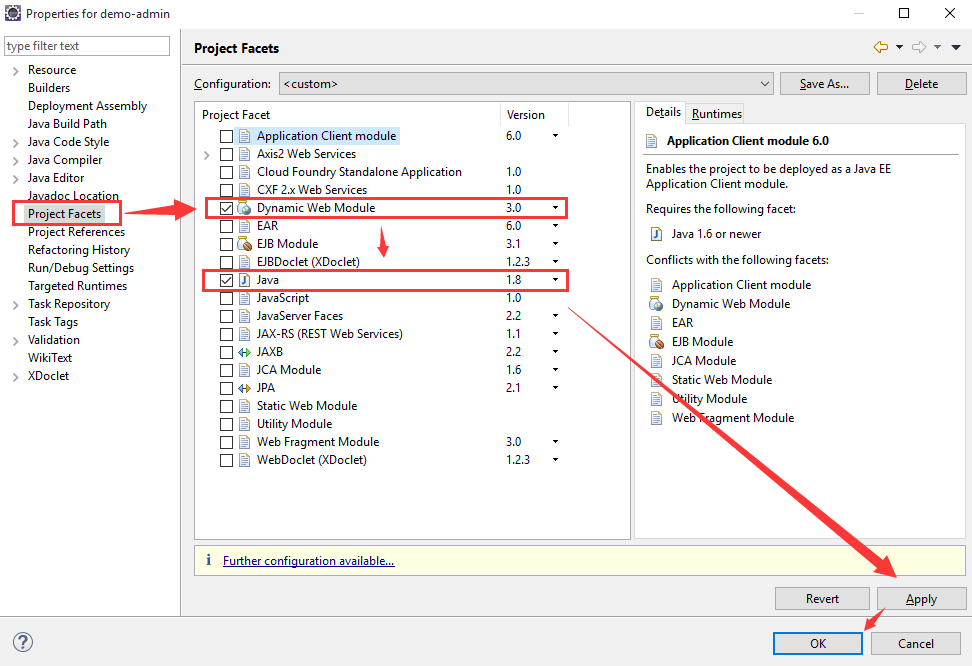 Properties for demo-admin
type filter text
Resource
Builders
Deployment Assembly
Java Build Path
Java Code Style
Java Compiler
Java Editor
Javadoc Location
Project Facets
Project References
Refactoring History
Run/Debug Settings
Targeted Runtimes
Task Repository
Task Tags
Validation
WikiText
XDoclet
Project Facets
Configuration: <custom> Save As... Delete
Project Facet Version
Application Client module 6.0
Axis2 Web Services
Cloud Foundry Standalone Application 1.0
CXF 2.x Web Services 1.0
Dynamic Web Module 3.0
EAR 6.0
EJB Module 3.1
EJBDoclet (XDoclet) 1.2.3
Java 1.8
JavaScript 1.0
JavaServer Faces 2.2
JAX-RS (REST Web Services) 1.1
JAXB 2.2
JCA Module 1.6
JPA 2.1
Static Web Module
Utility Module
Web Fragment Module 3.0
WebDoclet (XDoclet) 1.2.3
Details Runtimes
Application Client module 6.0
Enables the project to be deployed as a Java EE
Application Client module.
Requires the following facet:
Java 1.6 or newer
Conflicts with the following facets:
Application Client module
Dynamic Web Module
EAR
EJB Module
JCA Module
Static Web Module
Utility Module
Web Fragment Module
Further configuration available...
Revert Apply
OK Cancel